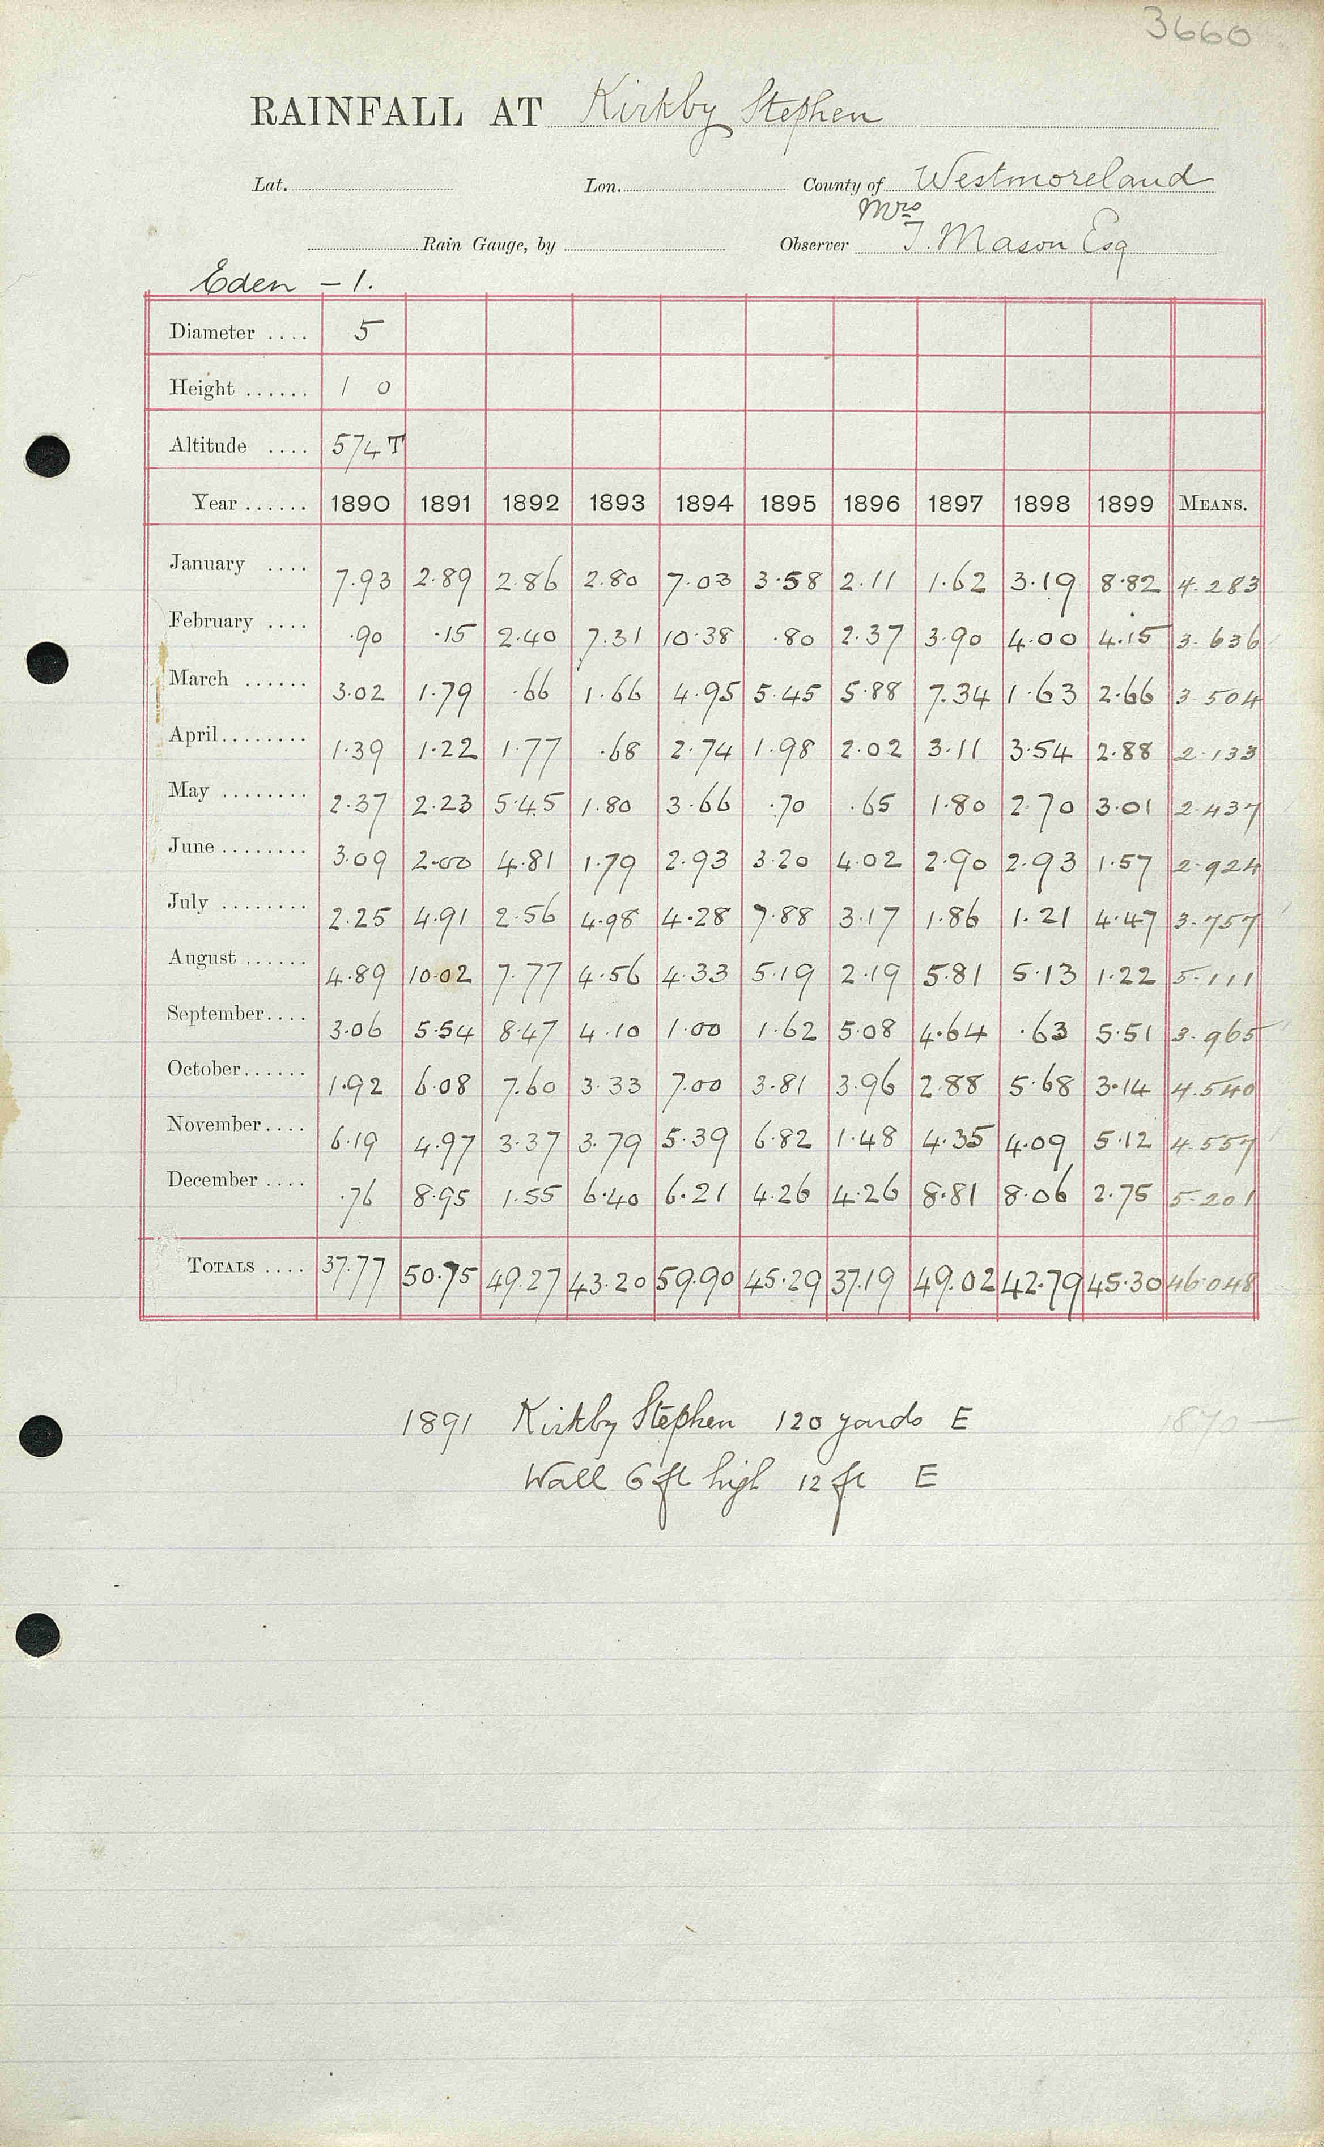 3660
RAINFALL AT Kirkby Stephen
Lat. Lon. County of Westmoreland
Mrs
Rain Gauge, by Observer T. Mason Esq
Eden - 1.
Diameter .... 5
Height ...... 1 0
Altitude .... 574 T
Year ...... 1890 1891 1892 1893 1894 1895 1896 1897 1898 1899 MEANS.
January .... 7.93 2.89 2.86 2.80 7.03 3.58 2.11 1.62 3.19 8.82 4.283
February .... .90 .15 2.40 7.31 10.38 .80 2.37 3.90 4.00 4.15 3.636
March ...... 3.02 1.79 .66 1.66 4.95 5.45 5.88 7.34 1.63 2.66 3.504
April........ 1.39 1.22 1.77 .68 2.74 1.98 2.02 3.11 3.54 2.88 2.133
May ........ 2.37 2.23 5.45 1.80 3.66 .70 .65 1.80 2.70 3.01 2.437
June........ 3.09 2.00 4.81 1.79 2.93 3.20 4.02 2.90 2.93 1.57 2.924
July ........ 2.25 4.91 2.56 4.98 4.28 7.88 3.17 1.86 1.21 4.47 3.757
August ...... 4.89 10.02 7.77 4.56 4.33 5.19 2.19 5.81 5.13 1.22 5.111
September.... 3.06 5.54 8.47 4.10 1.00 1.62 5.08 4.64 .63 5.51 3.965
October...... 1.92 6.08 7.60 3.33 7.00 3.81 3.96 2.88 5.68 3.14 4.540
November.... 6.19 4.97 3.37 3.79 5.39 6.82 1.48 4.35 4.09 5.12 4.557
December .... .76 8.95 1.55 6.40 6.21 4.26 4.26 8.81 8.06 2.75 5.201
TOTALS .... 37.77 50.75 49.27 43.20 59.90 45.29 37.19 49.02 42.79 45.30 46.048
1891 Kirkby Stephen 120 yards E
1870-
Wall 6 ft high 12 ft E